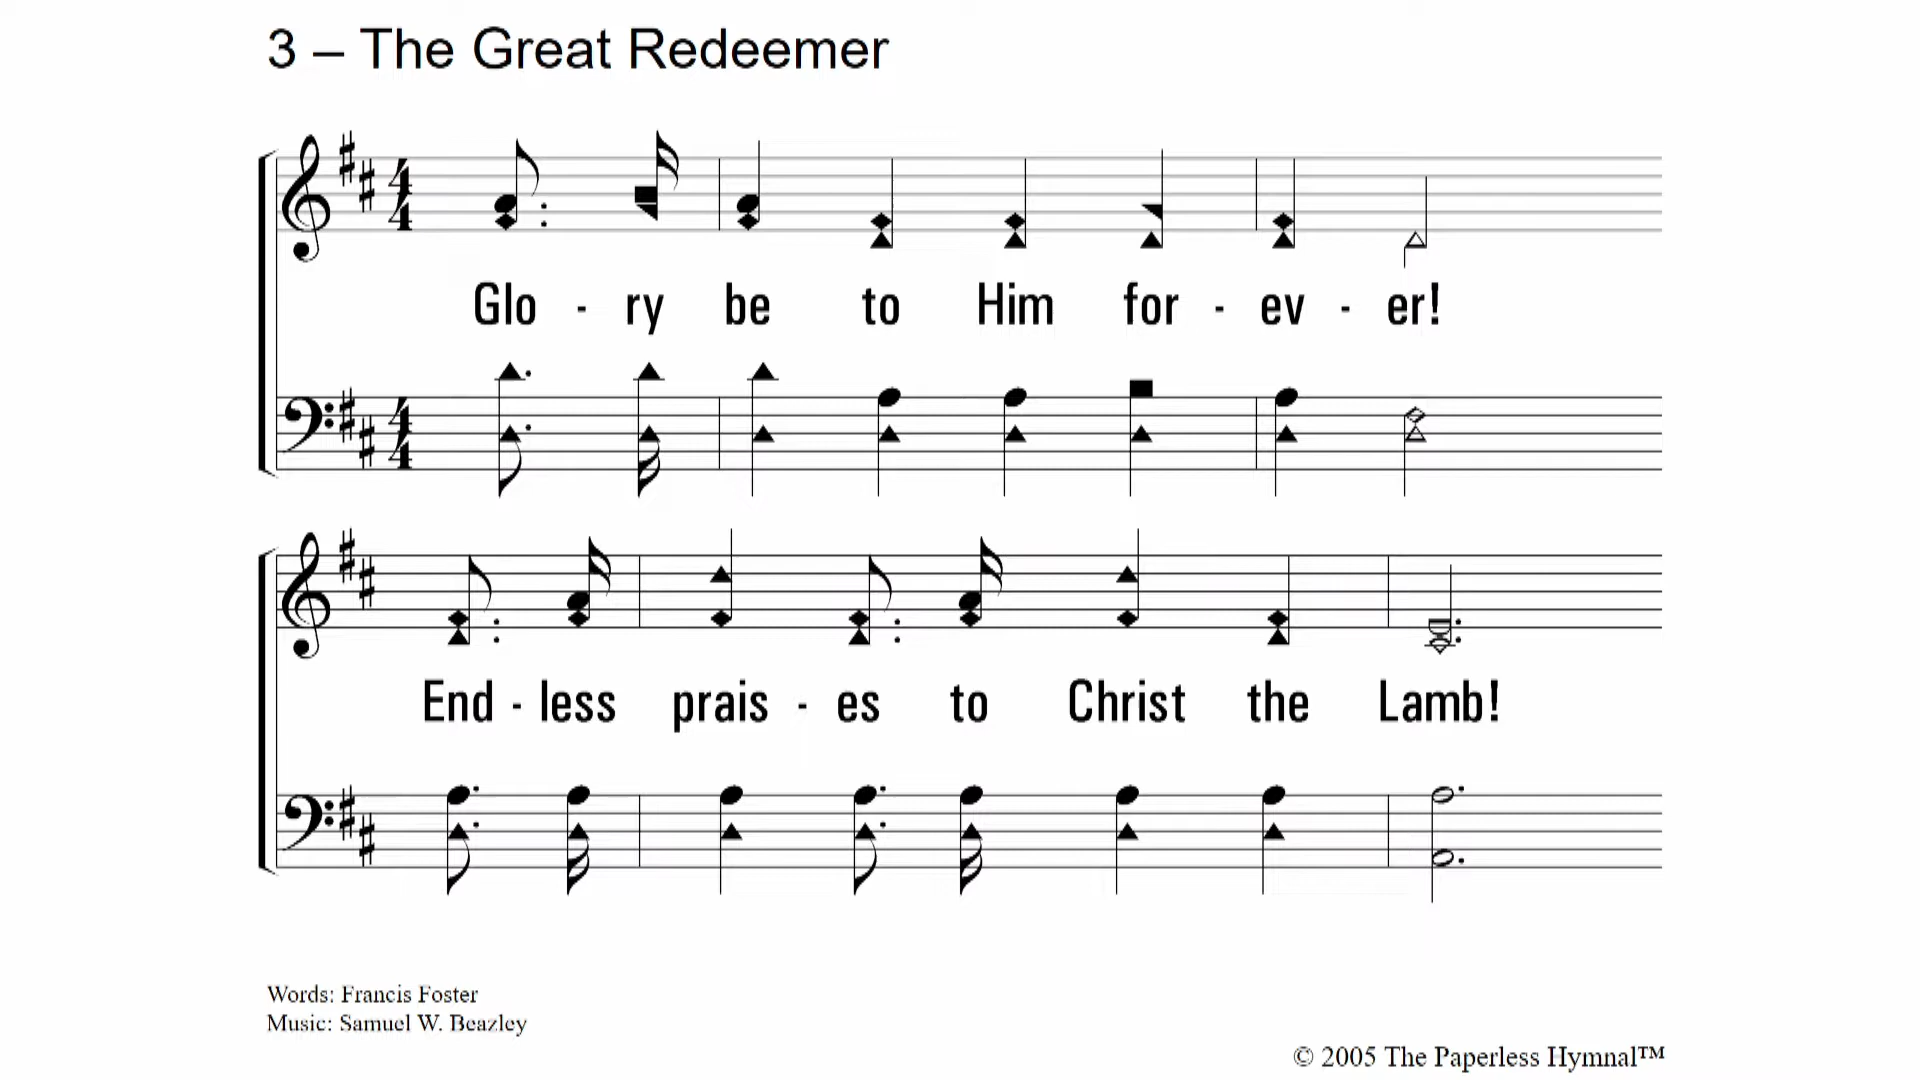 3 – The Great Redeemer
Glo - ry be to Him for - ev - er!
End - less prais - es to Christ the Lamb!
Words: Francis Foster
Music: Samuel W. Beazley
© 2005 The Paperless Hymnal™